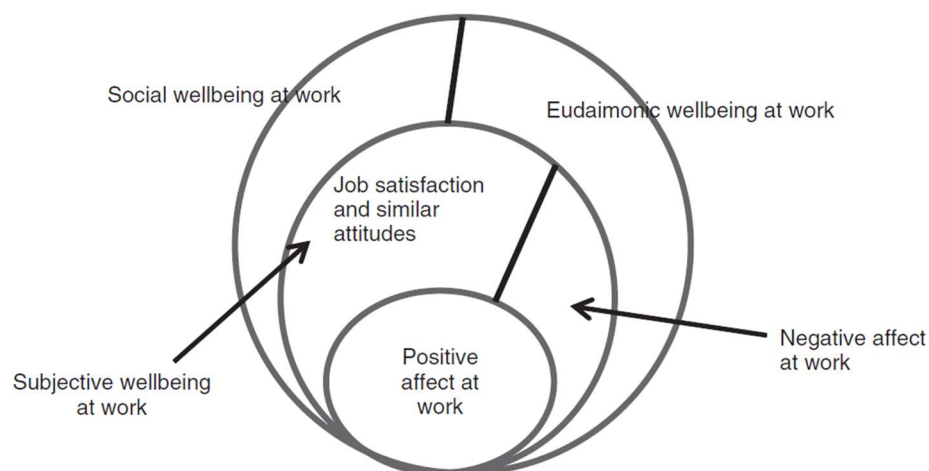 Social wellbeing at work
Eudaimonic wellbeing at work
Job satisfaction
and similar
attitudes
Negative affect
at work
Positive
affect at
work
Subjective wellbeing
at work